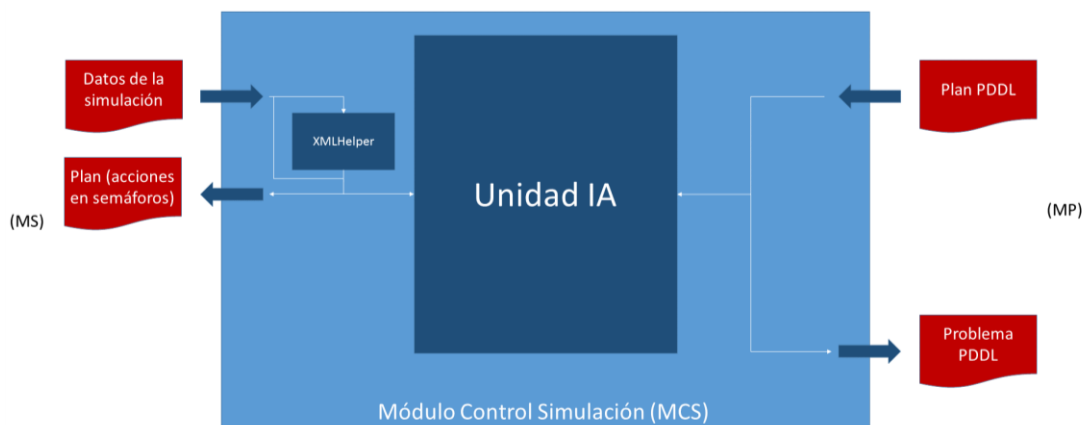 Datos de la
simulación
XMLHelper
Plan (acciones
en semáforos)
(MS)
Unidad IA
Plan PDDL
(MP)
Problema
PDDL
Módulo Control Simulación (MCS)